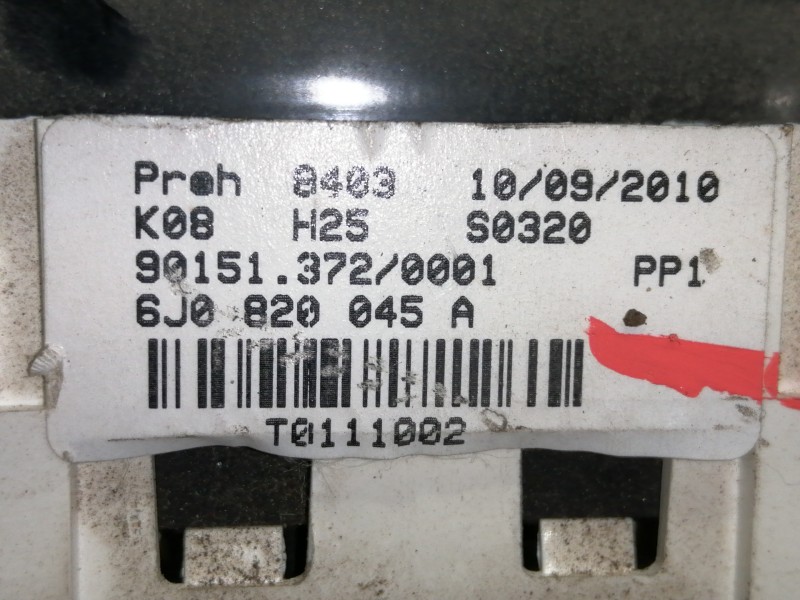 Preh 8403 10/09/2010
K08 H25 S0320
90151.372/0001 PP1
6J0 820 045 A
T0111002